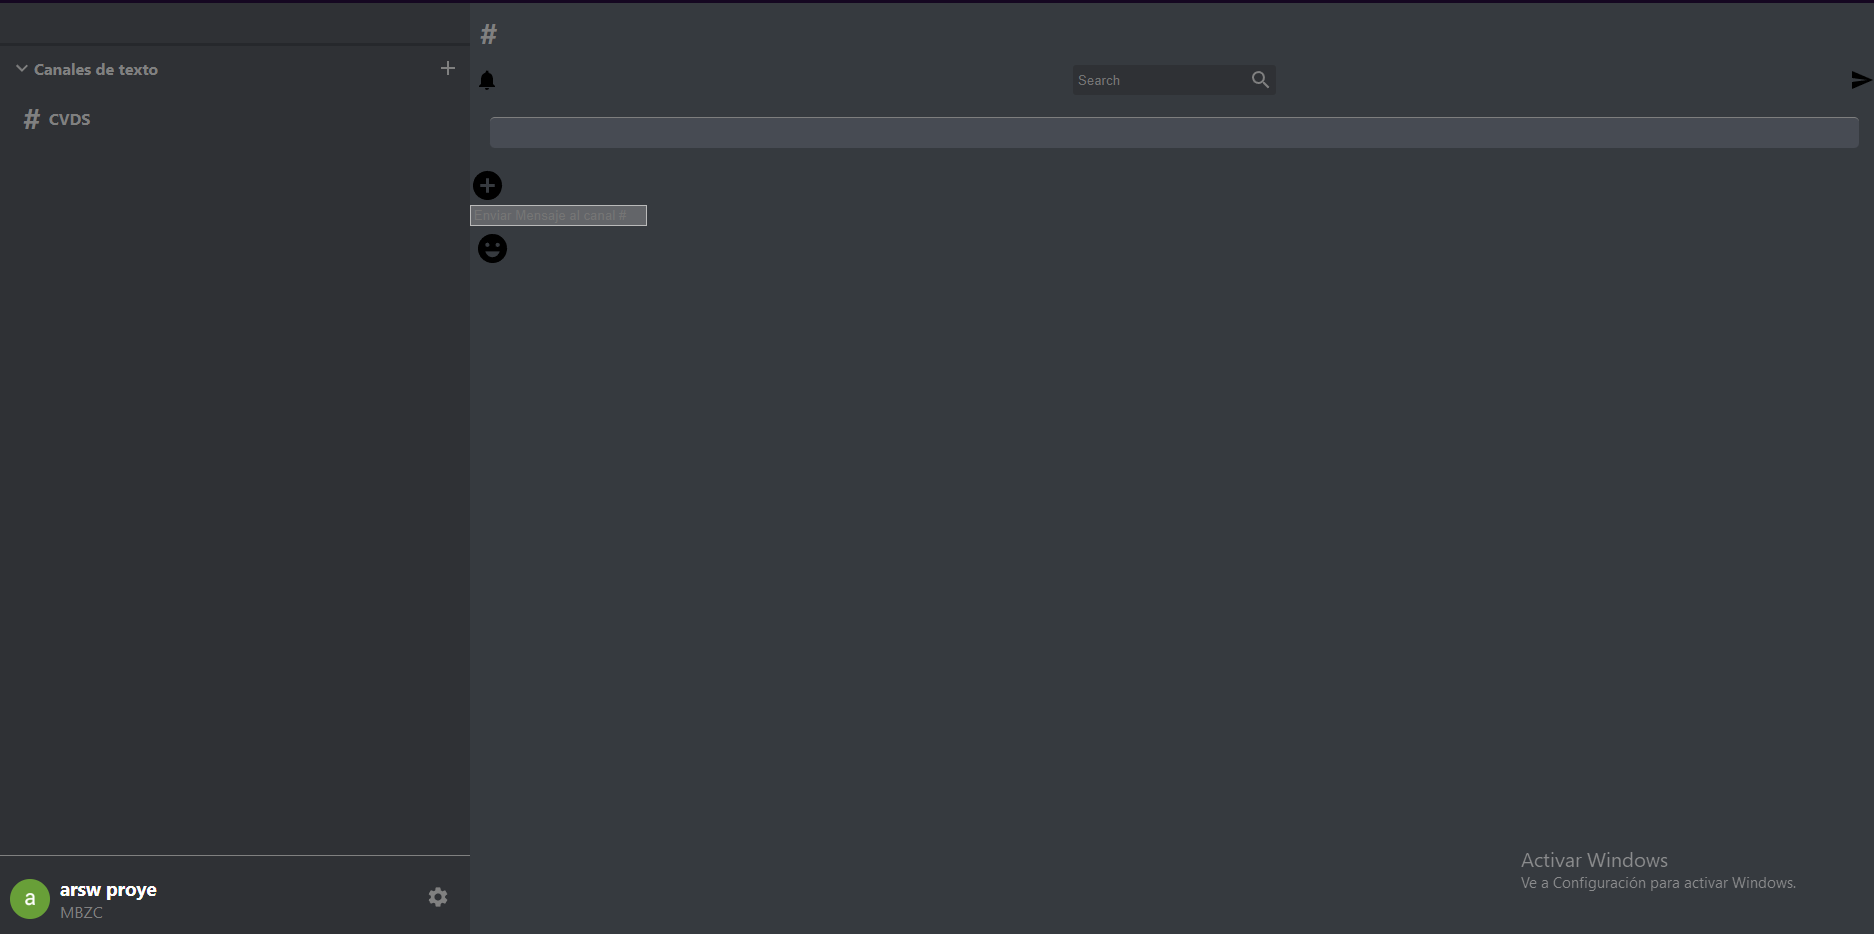 #
Canales de texto
Search
# CVDS
Enviar Mensaje al canal #
Activar Windows
Ve a Configuración para activar Windows.
a
arsw proye
MBZC